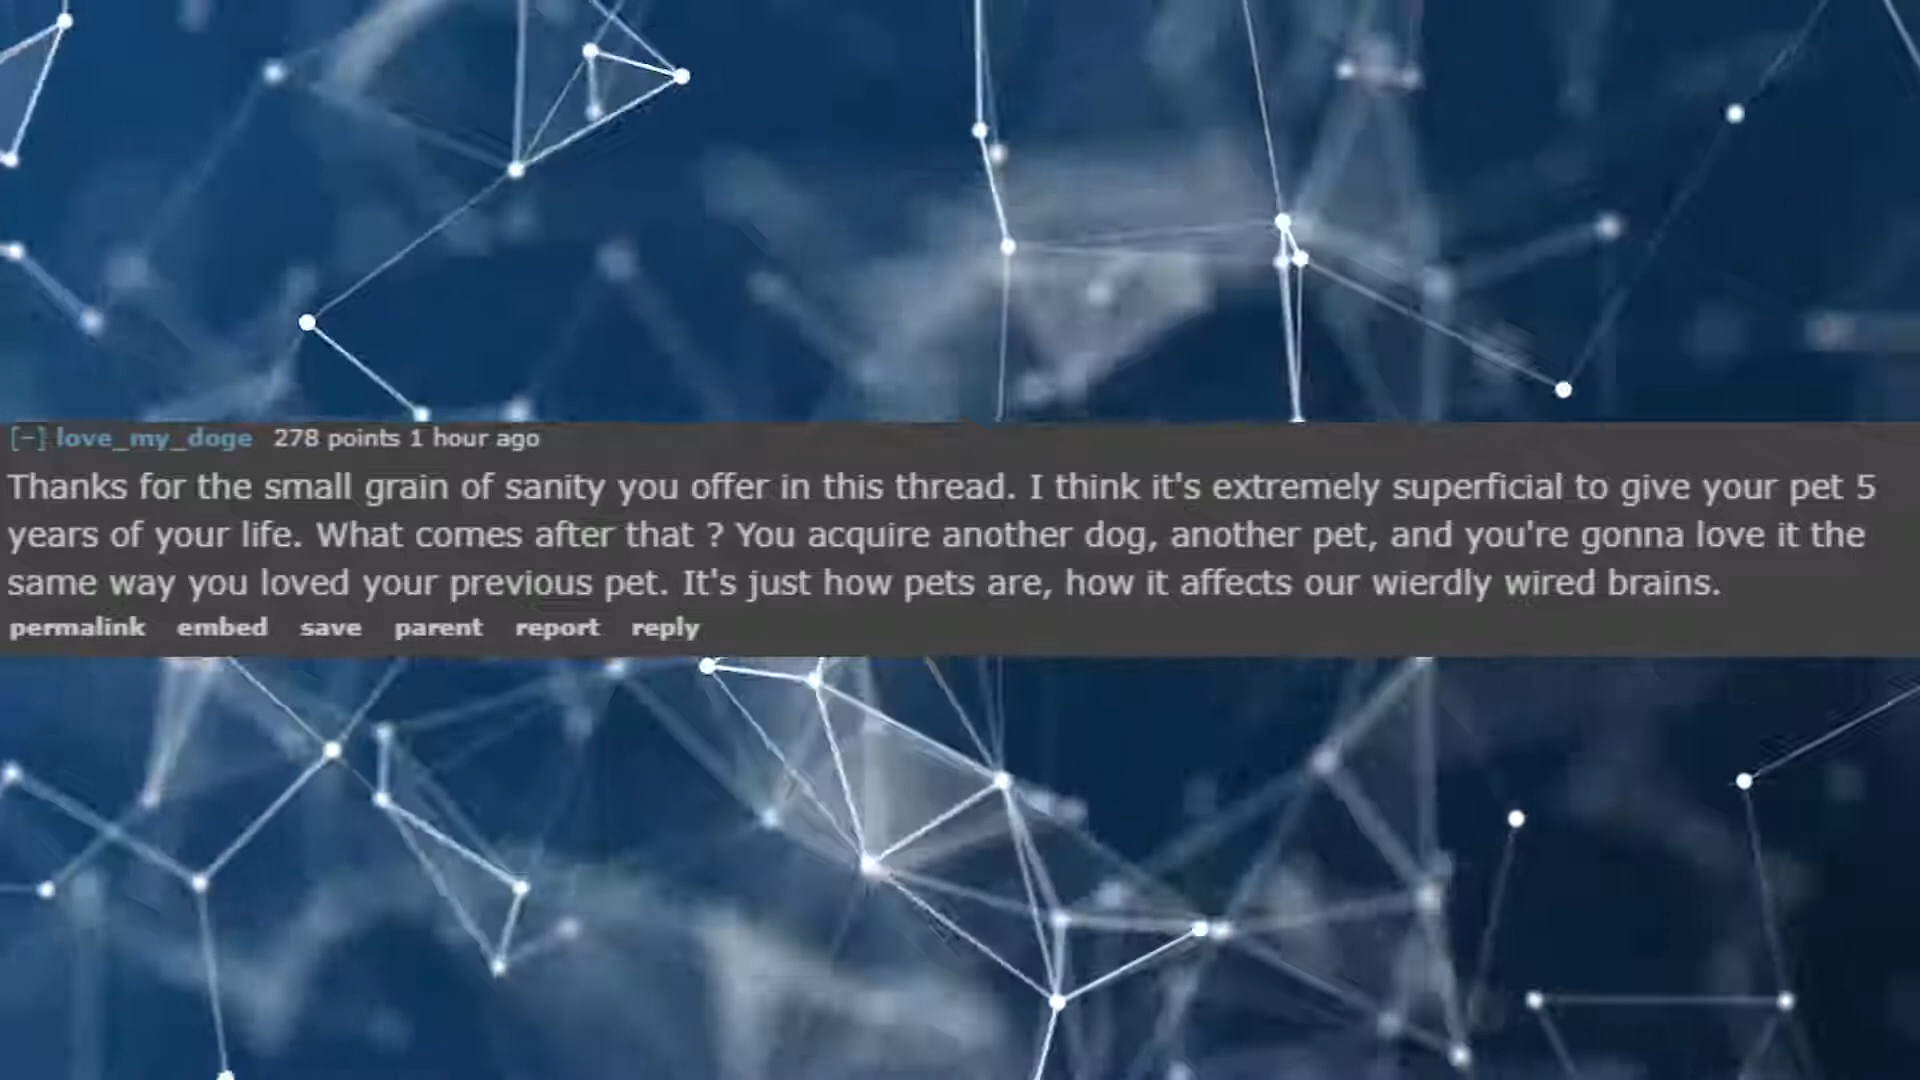 [-] love_my_doge 278 points 1 hour ago
Thanks for the small grain of sanity you offer in this thread. I think it's extremely superficial to give your pet 5
years of your life. What comes after that ? You acquire another dog, another pet, and you're gonna love it the
same way you loved your previous pet. It's just how pets are, how it affects our wierdly wired brains.
permalink embed save parent report reply